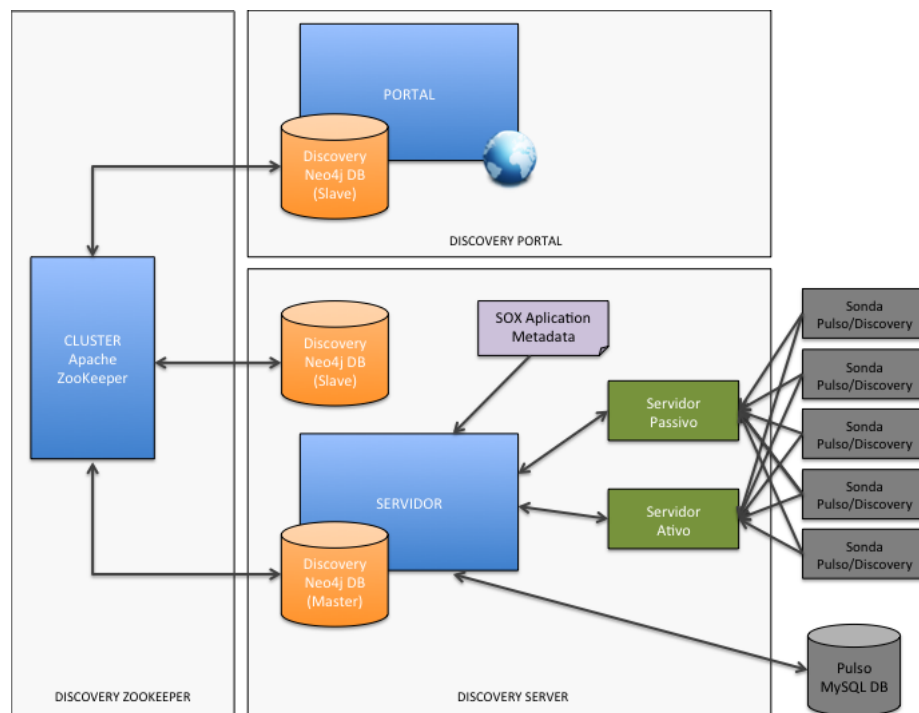 PORTAL
Discovery
Neo4j DB
(Slave)
DISCOVERY PORTAL
CLUSTER
Apache
ZooKeeper
DISCOVERY ZOOKEEPER
Discovery
Neo4j DB
(Slave)
SOX Aplication
Metadata
Servidor
Passivo
SERVIDOR
Servidor
Ativo
Discovery
Neo4j DB
(Master)
DISCOVERY SERVER
Sonda
Pulso/Discovery
Sonda
Pulso/Discovery
Sonda
Pulso/Discovery
Sonda
Pulso/Discovery
Sonda
Pulso/Discovery
Pulso
MySQL DB